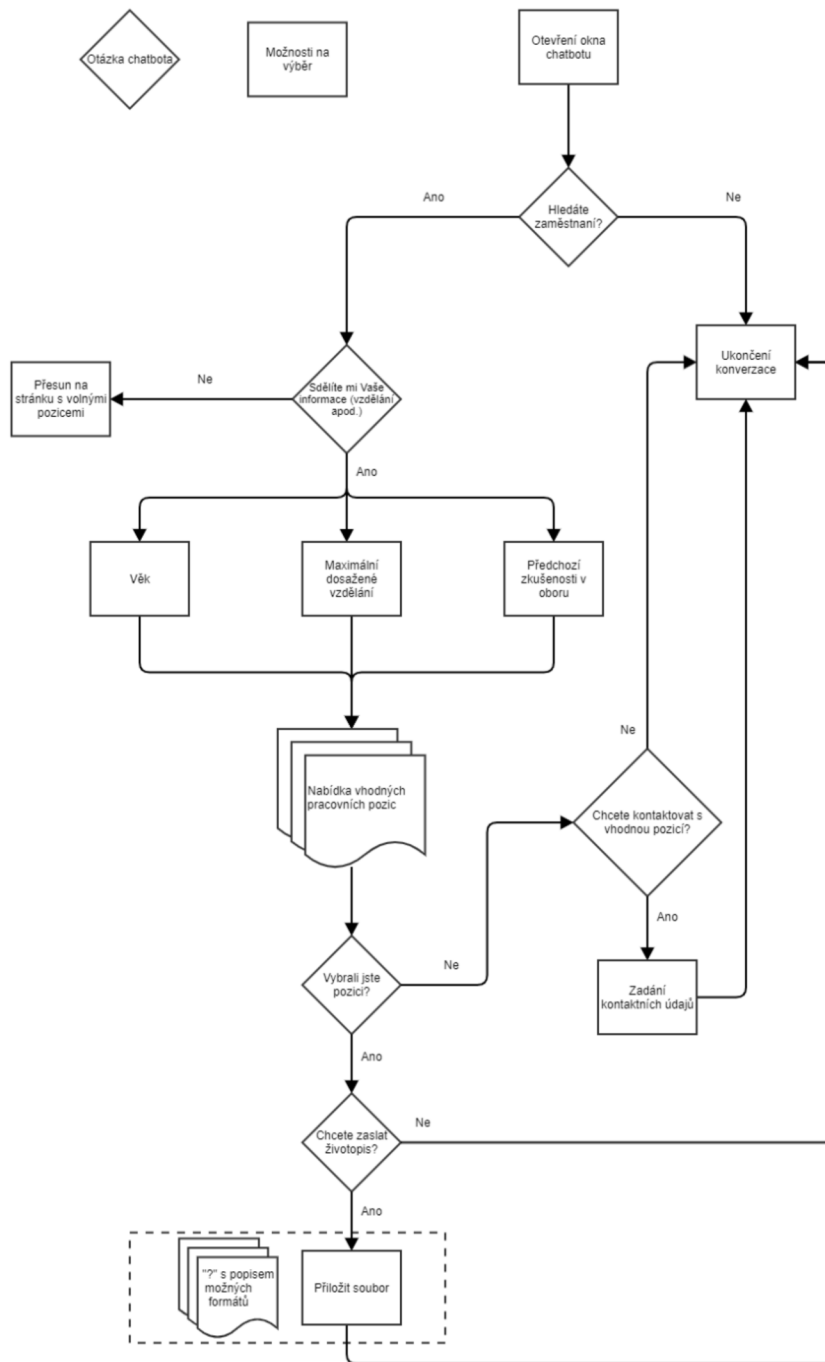 Otázka chatbota
Možnosti na
výběr
Otevření okna
chatbotu
Hledáte
zaměstnaní?
Ano
Ne
Ukončení
konverzace
Sdělíte mi Vaše
informace (vzdělání
apod.)
Ne
Přesun na
stránku s volnými
pozicemi
Ano
Věk
Maximální
dosažené
vzdělání
Předchozí
zkušenosti v
oboru
Nabídka vhodných
pracovních pozic
Ne
Chcete kontaktovat s
vhodnou pozicí?
Ano
Zadání
kontaktních údajů
Vybrali jste
pozici?
Ne
Ano
Chcete zaslat
životopis?
Ne
Ano
"?" s popisem
možných
formátů
Přiložit soubor